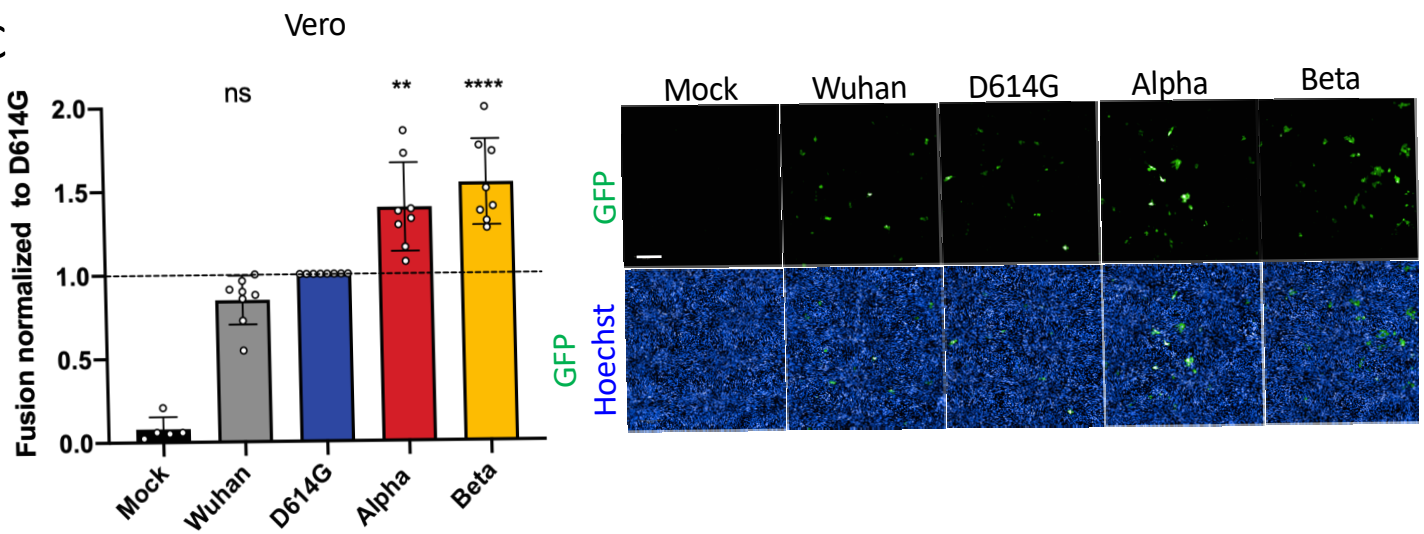 C
Vero
ns
**
****
Fusion normalized to D614G
2.0
1.5
1.0
0.5
0.0
Mock
Wuhan
D614G
Alpha
Beta
Mock
Wuhan
D614G
Alpha
Beta
GFP
GFP
Hoechst